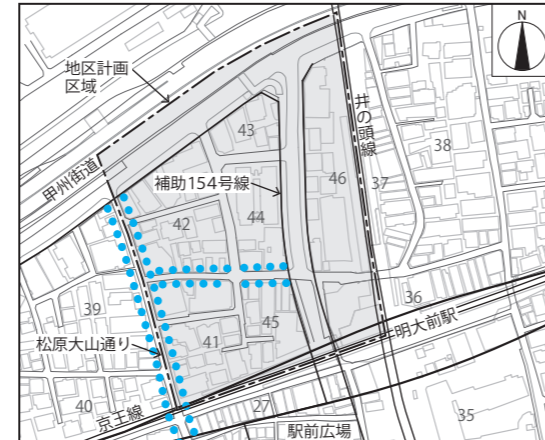 N
地区計画
区域
甲州街道
井の頭線
43
補助154号線
46
38
37
42
44
39
36
明大前駅
松原大山通り
41
45
40
京王線
27
35
駅前広場